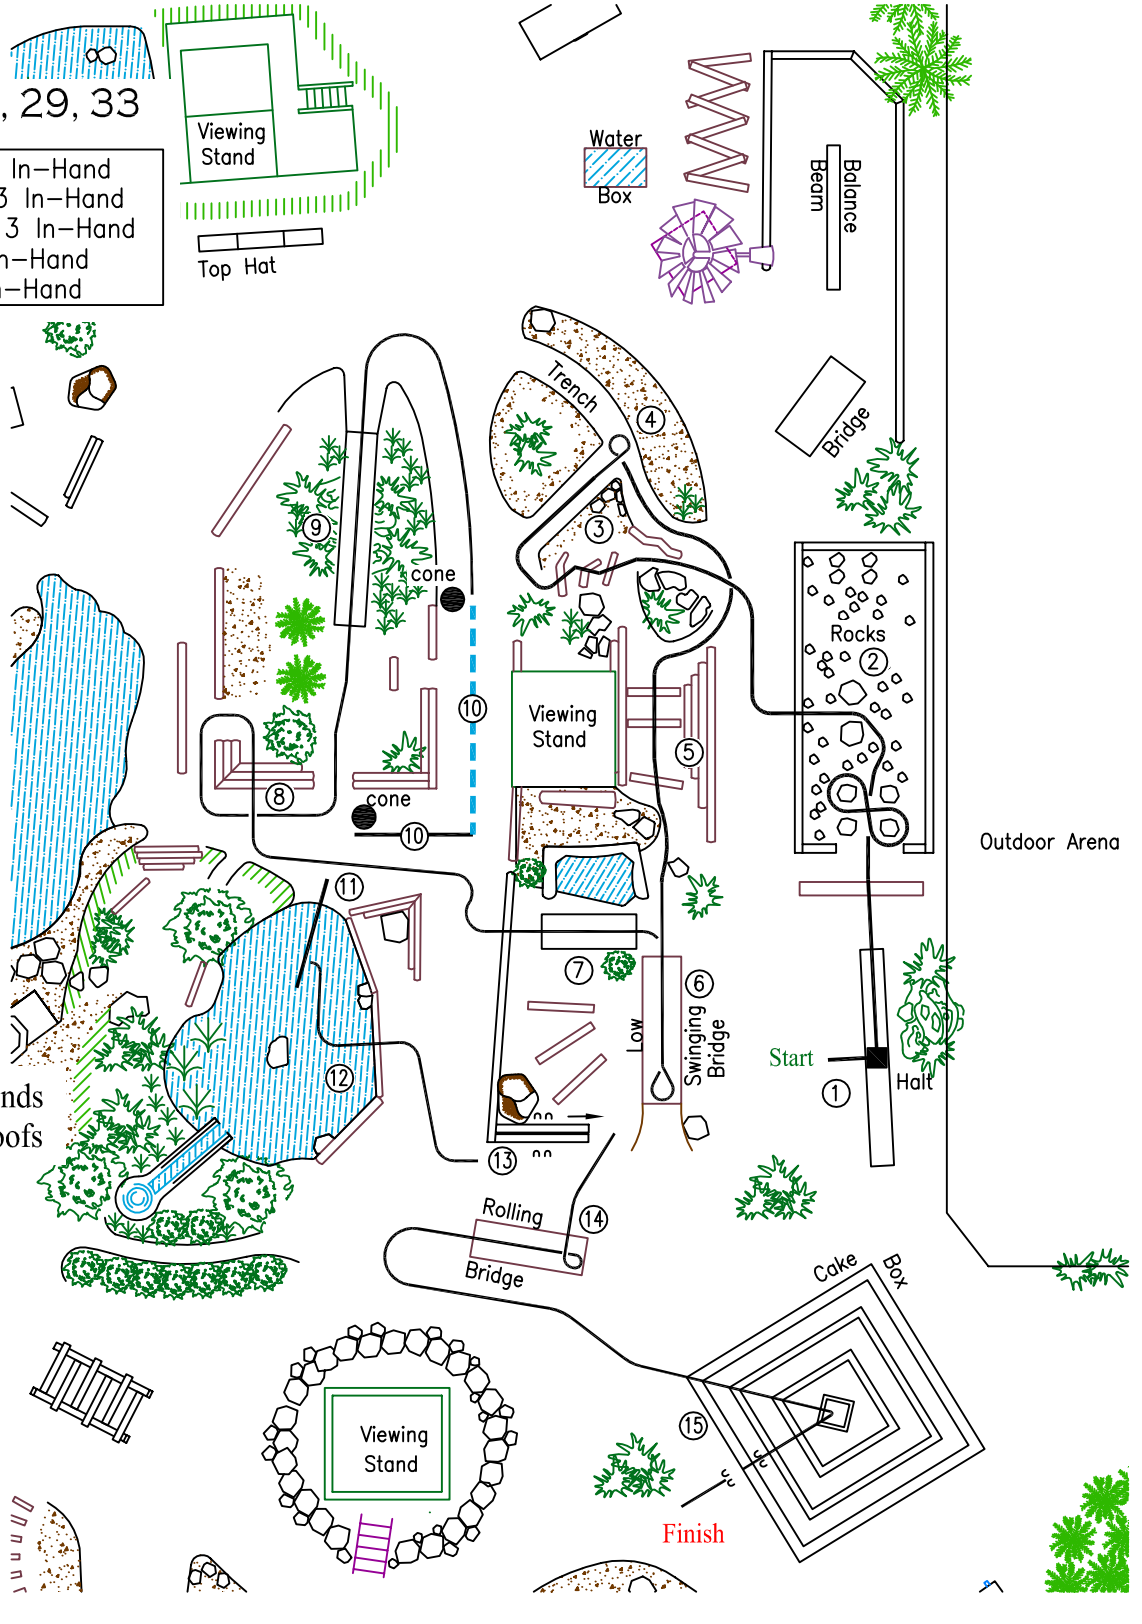 , 29, 33
In-Hand
3 In-Hand
3 In-Hand
n-Hand
-Hand
Viewing
Stand
Top Hat
Water
Box
Balance
Beam
Bridge
Trench
4
3
9
cone
Rocks
2
10
Viewing
Stand
5
8
cone
10
Outdoor Arena
11
7
6
Low
Swinging
Bridge
Start
1
Halt
12
nds
oofs
13
Rolling
14
Bridge
Cake
Box
15
Viewing
Stand
Finish